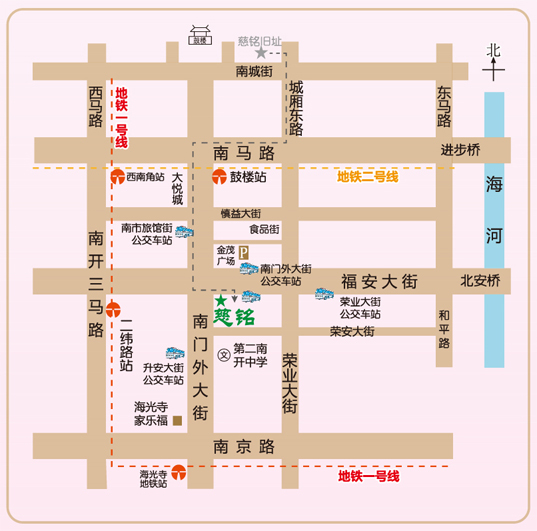 鼓楼
慈铭旧址
北
南城街
西马路
地铁一号线
城厢东路
东马路
南马路
进步桥
西南角站
大悦城
鼓楼站
地铁二号线
海河
慎益大街
南市旅馆街
公交车站
食品街
南开三马路
金茂
广场
P
南门外大街
公交车站
福安大街
北安桥
慈铭
荣业大街
公交车站
和平路
二纬路站
南门外大街
荣安大街
升安大街
公交车站
文
第二南
开中学
荣业大街
海光寺
家乐福
南京路
海光寺
地铁站
地铁一号线